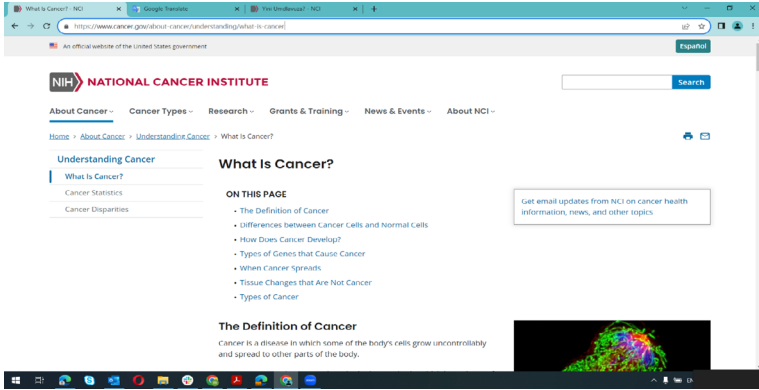 What Is Cancer? - NCI
Google Translate
https://www.cancer.gov/about-cancer/understanding/what-is-cancer
An official website of the United States government
Español
NIH NATIONAL CANCER INSTITUTE
Search
About Cancer
Cancer Types
Research
Grants & Training
News & Events
About NCI
Home > About Cancer > Understanding Cancer > What Is Cancer?
Understanding Cancer
What Is Cancer?
Cancer Statistics
Cancer Disparities
What Is Cancer?
ON THIS PAGE
• The Definition of Cancer
• Differences between Cancer Cells and Normal Cells
• How Does Cancer Develop?
• Types of Genes that Cause Cancer
• When Cancer Spreads
• Tissue Changes that Are Not Cancer
• Types of Cancer
Get email updates from NCI on cancer health
information, news, and other topics
The Definition of Cancer
Cancer is a disease in which some of the body's cells grow uncontrollably
and spread to other parts of the body.